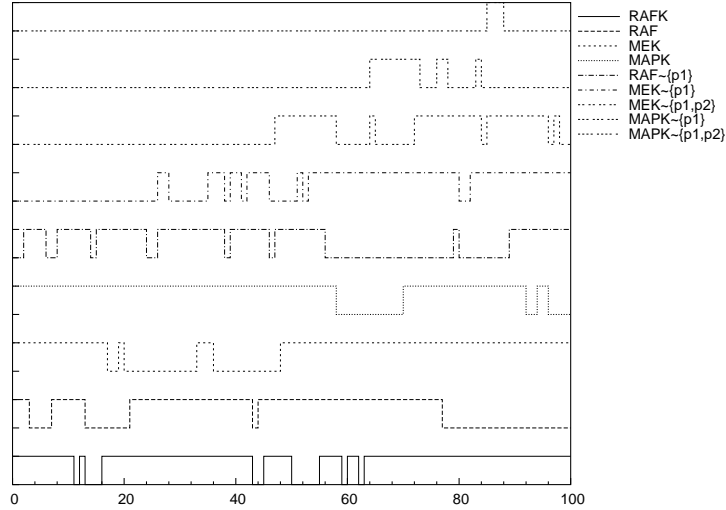 RAFK
RAF
MEK
MAPK
RAF~{p1}
MEK~{p1}
MEK~{p1,p2}
MAPK~{p1}
MAPK~{p1,p2}
0 20 40 60 80 100